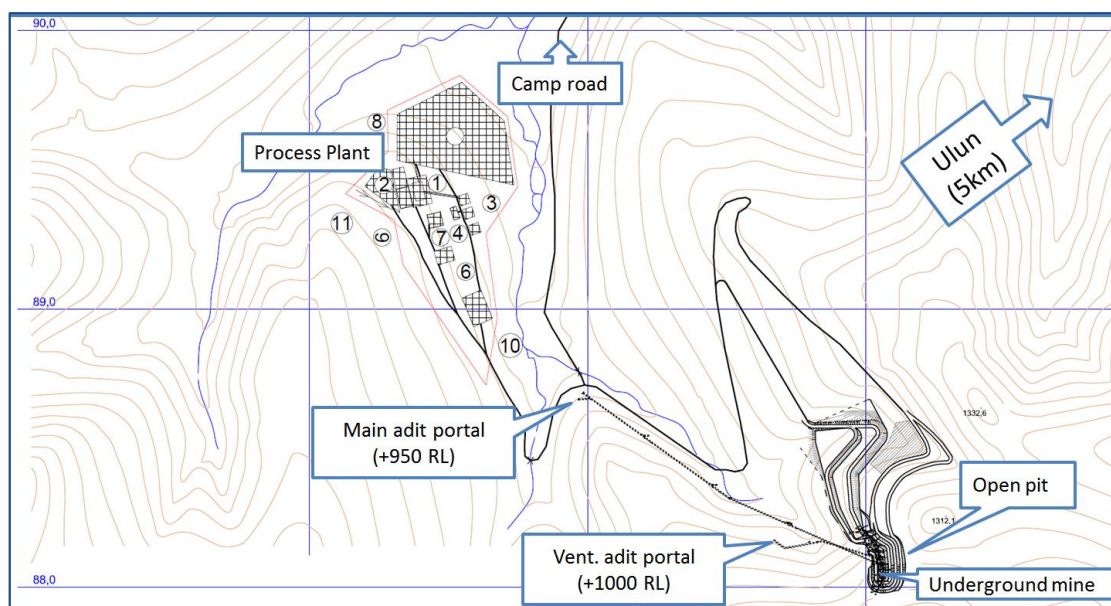 90,0
Camp road
8
Process Plant
Ulun
(5km)
2
1
3
11
6
7
4
6
89,0
10
Main adit portal
(+950 RL)
1332,6
Open pit
1312,1
Vent. adit portal
(+1000 RL)
88,0
Underground mine